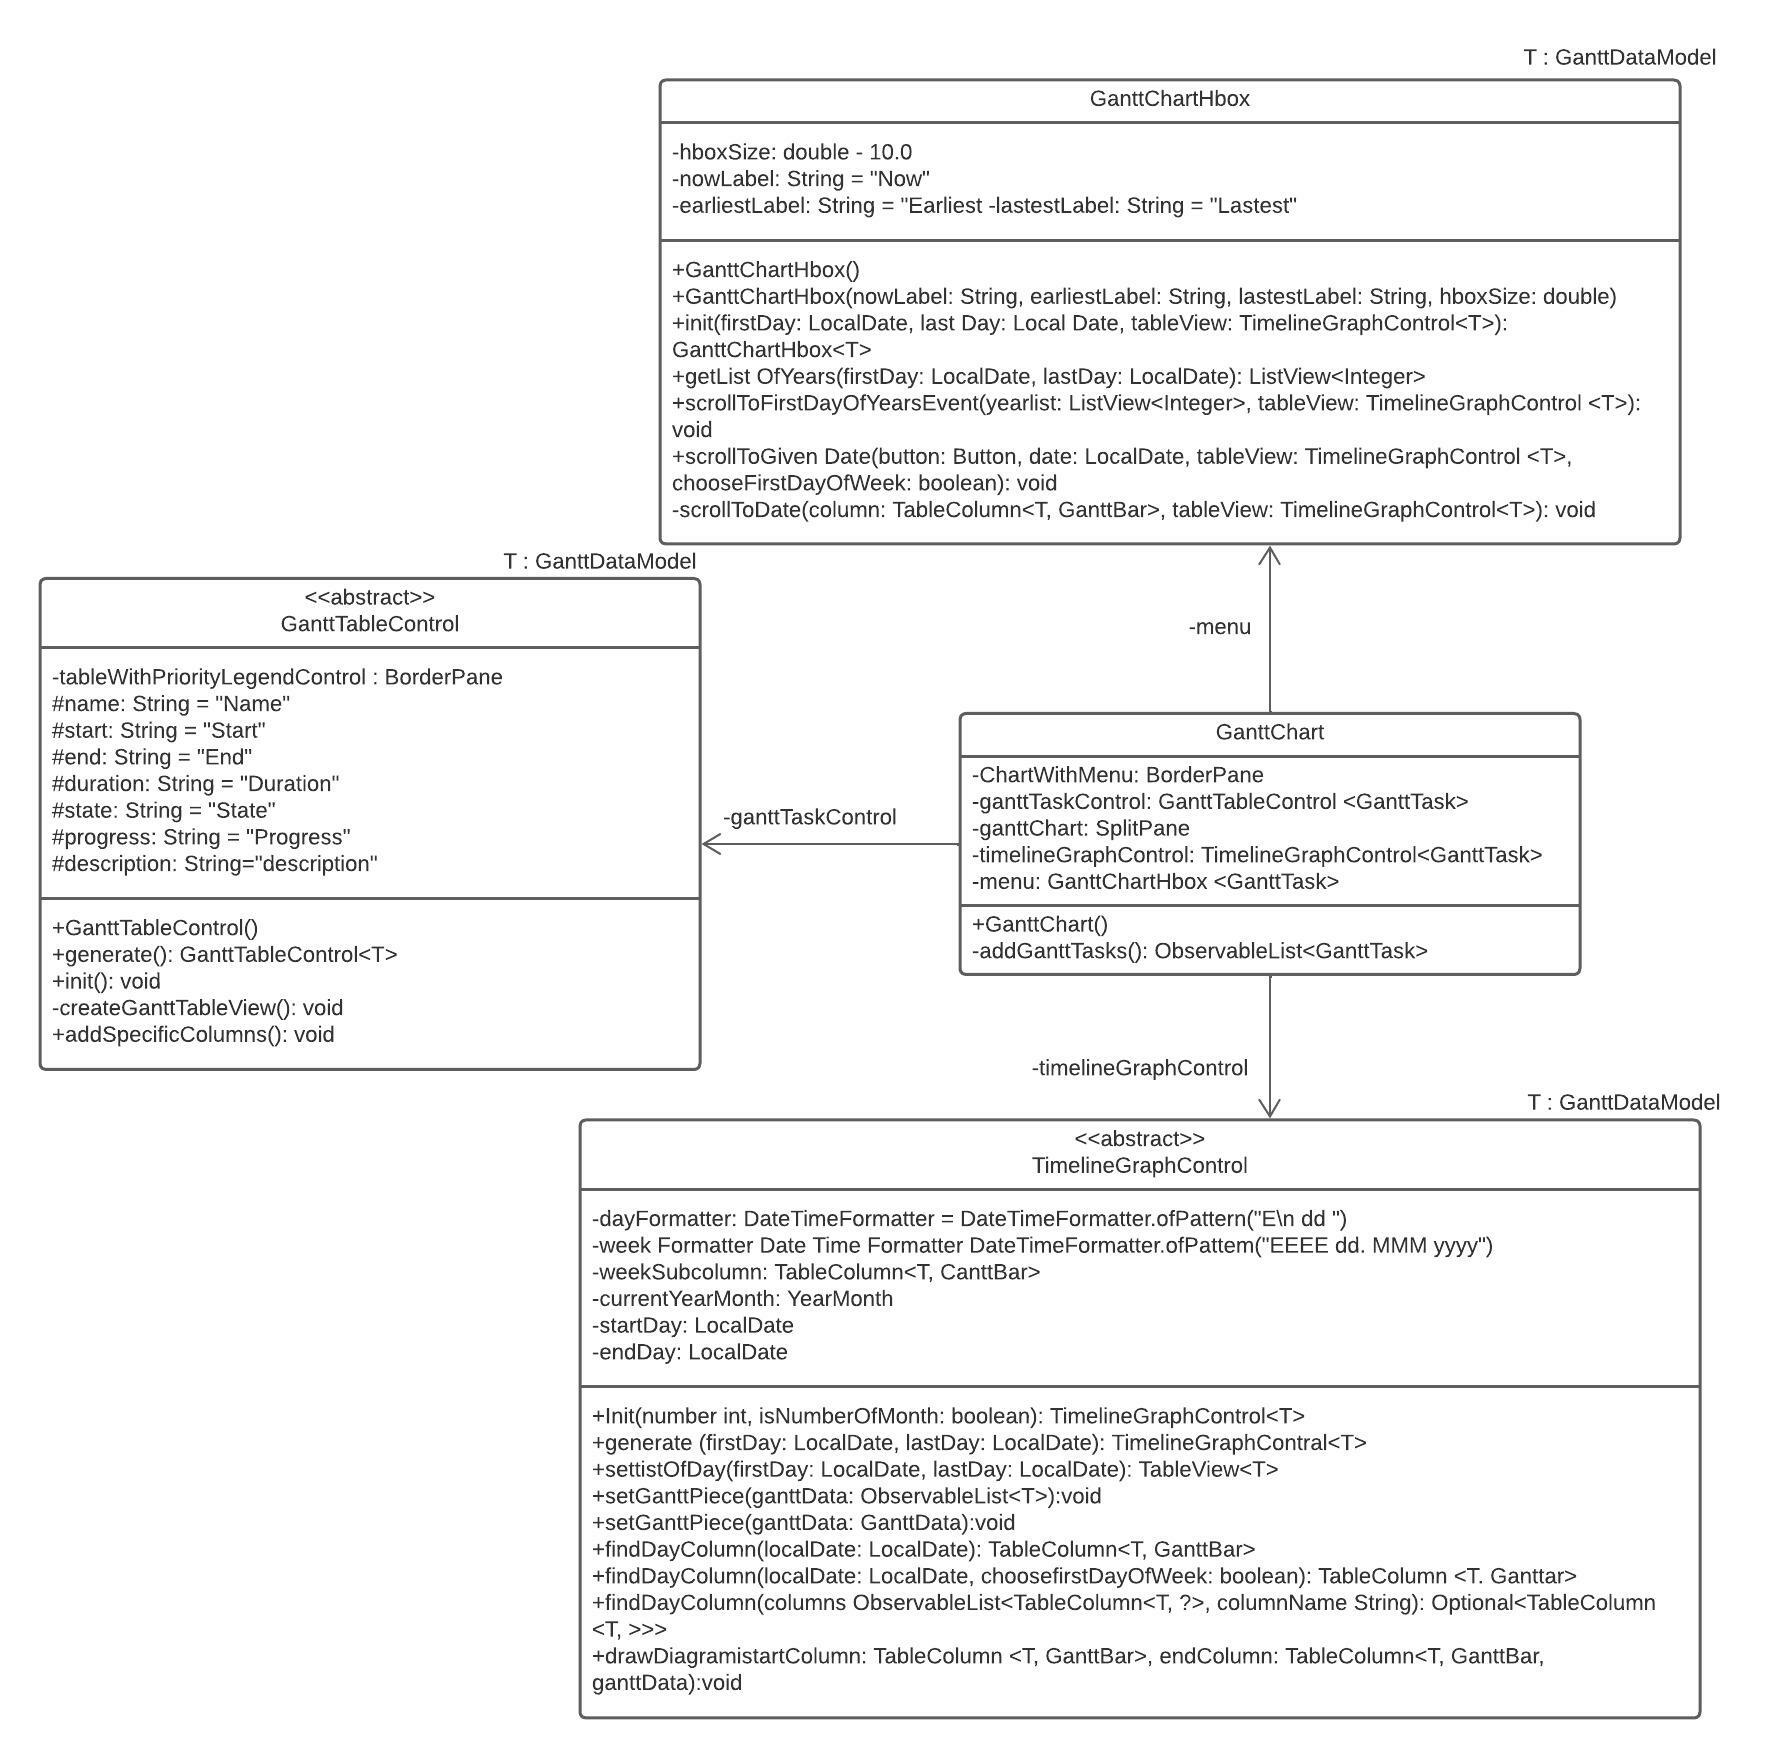 T : GanttDataModel
GanttChartHbox
-hboxSize: double - 10.0
-nowLabel: String = "Now"
-earliestLabel: String = "Earliest -lastestLabel: String = "Lastest"
+GanttChartHbox()
+GanttChartHbox(nowLabel: String, earliestLabel: String, lastestLabel: String, hboxSize: double)
+init(firstDay: LocalDate, last Day: Local Date, tableView: TimelineGraphControl<T>):
GanttChartHbox<T>
+getList OfYears(firstDay: LocalDate, lastDay: LocalDate): ListView<Integer>
+scrollToFirstDayOfYearsEvent(yearlist: ListView<Integer>, tableView: TimelineGraphControl <T>):
void
+scrollToGiven Date(button: Button, date: LocalDate, tableView: TimelineGraphControl <T>,
chooseFirstDayOfWeek: boolean): void
-scrollToDate(column: TableColumn<T, GanttBar>, tableView: TimelineGraphControl<T>): void
T : GanttDataModel
<<abstract>>
GanttTableControl
-tableWithPriorityLegendControl : BorderPane
#name: String = "Name"
#start: String = "Start"
#end: String = "End"
#duration: String = "Duration"
#state: String = "State"
#progress: String = "Progress"
#description: String="description"
+GanttTableControl()
+generate(): GanttTableControl<T>
+init(): void
-createGanttTableView(): void
+addSpecificColumns(): void
-menu
-ganttTaskControl
GanttChart
-ChartWithMenu: BorderPane
-ganttTaskControl: GanttTableControl <GanttTask>
-ganttChart: SplitPane
-timelineGraphControl: TimelineGraphControl<GanttTask>
-menu: GanttChartHbox <GanttTask>
+GanttChart()
-addGanttTasks(): ObservableList<GanttTask>
-timelineGraphControl
T : GanttDataModel
<<abstract>>
TimelineGraphControl
-dayFormatter: DateTimeFormatter = DateTimeFormatter.ofPattern("E\n dd ")
-week Formatter Date Time Formatter DateTimeFormatter.ofPattem("EEEE dd. MMM yyyy")
-weekSubcolumn: TableColumn<T, CanttBar>
-currentYearMonth: YearMonth
-startDay: LocalDate
-endDay: LocalDate
+Init(number int, isNumberOfMonth: boolean): TimelineGraphControl<T>
+generate (firstDay: LocalDate, lastDay: LocalDate): TimelineGraphContral<T>
+settistOfDay(firstDay: LocalDate, lastDay: LocalDate): TableView<T>
+setGanttPiece(ganttData: ObservableList<T>):void
+setGanttPiece(ganttData: GanttData):void
+findDayColumn(localDate: LocalDate): TableColumn<T, GanttBar>
+findDayColumn(localDate: LocalDate, choosefirstDayOfWeek: boolean): TableColumn <T. Ganttar>
+findDayColumn(columns ObservableList<TableColumn<T, ?>, columnName String): Optional<TableColumn
<T, >>>
+drawDiagramistartColumn: TableColumn <T, GanttBar>, endColumn: TableColumn<T, GanttBar,
ganttData):void